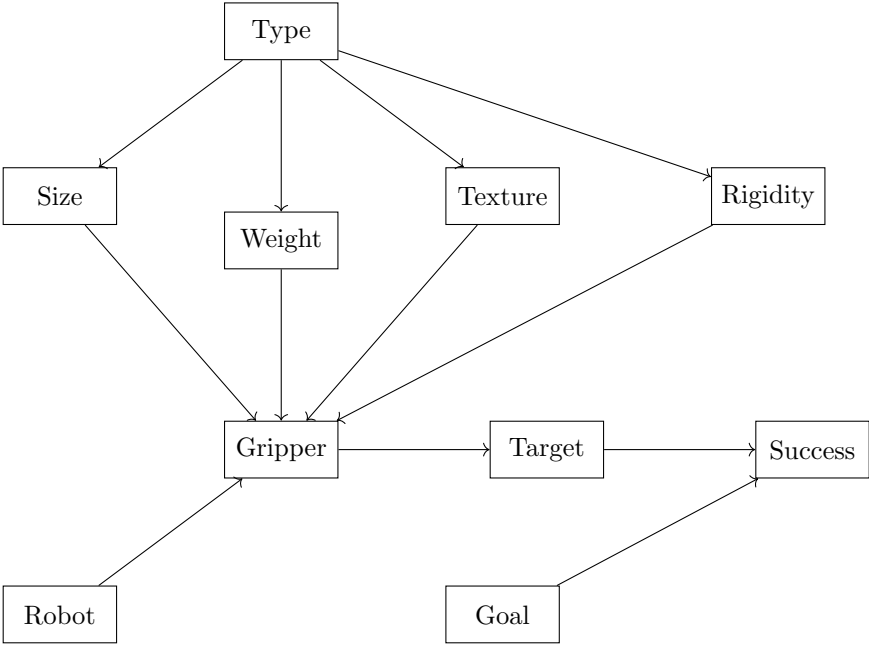 Type
Size
Weight
Texture
Rigidity
Gripper
Target
Success
Robot
Goal